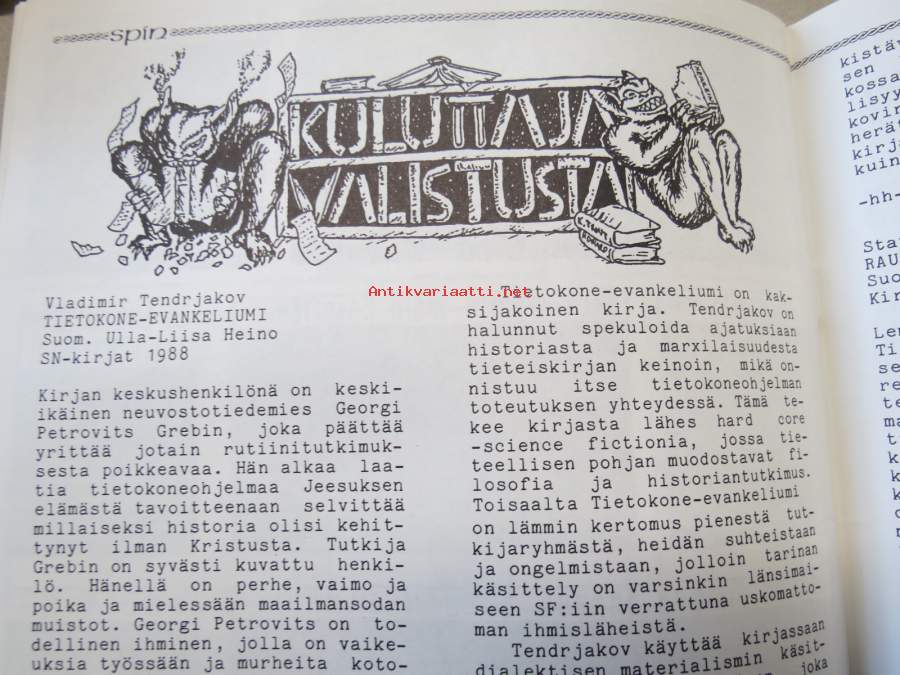 spin
KULUTTAJA
VALISTUSTA
Antikvariaatti.net
Vladimir Tendrjakov
TIETOKONE-EVANKELIUMI
Suom. Ulla-Liisa Heino
SN-kirjat 1988
Kirjan keskushenkilönä on keski-
ikäinen neuvostotiedemies Georgi
Petrovits Grebin, joka päättää
yrittää jotain rutiinitutkimuk-
sesta poikkeavaa. Hän alkaa laa-
tia tietokoneohjelmaa Jeesuksen
elämästä tavoitteenaan selvittää
millaiseksi historia olisi kehit-
tynyt ilman Kristusta. Tutkija
Grebin on syvästi kuvattu henki-
lö. Hänellä on perhe, vaimo ja
poika ja mielessään maailmansodan
muistot. Georgi Petrovits on to-
dellinen ihminen, jolla on vaike-
uksia työssään ja murheita koto-
Tietokone-evankeliumi on kak-
sijakoinen kirja. Tendrjakov on
halunnut spekuloida ajatuksiaan
historiasta ja marxilaisuudesta
tieteiskirjan keinoin, mikä on-
nistuu itse tietokoneohjelman
toteutuksen yhteydessä. Tämä te-
kee kirjasta lähes hard core
-science fictionia, jossa tie-
teellisen pohjan muodostavat fi-
losofia ja historiantutkimus.
Toisaalta Tietokone-evankeliumi
on lämmin kertomus pienestä tut-
kijaryhmästä, heidän suhteistaan
ja ongelmistaan, jolloin tarinan
käsittely on varsinkin länsimai-
seen SF:iin verrattuna uskomatto-
man ihmisläheistä.
Tendrjakov käyttää kirjassaan
dialektisen materialismin käsit-
joka
kistäv
sen
kossa
lisyy
kovin
herät
kirja
kuin
-hh-
Sta
RAU
Suo
Kir
Len
Ti
se
re
te
ma
t
k